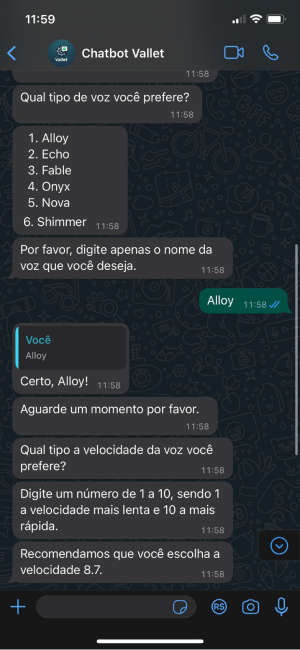 11:59
Vallet
Chatbot Vallet
11:58
Qual tipo de voz você prefere?
11:58
1. Alloy
2. Echo
3. Fable
4. Onyx
5. Nova
6. Shimmer 11:58
Por favor, digite apenas o nome da
voz que você deseja. 11:58
Alloy 11:58
Você
Alloy
Certo, Alloy! 11:58
Aguarde um momento por favor.
11:58
Qual tipo a velocidade da voz você
prefere? 11:58
Digite um número de 1 a 10, sendo 1
a velocidade mais lenta e 10 a mais
rápida. 11:58
Recomendamos que você escolha a
velocidade 8.7. 11:58
R$